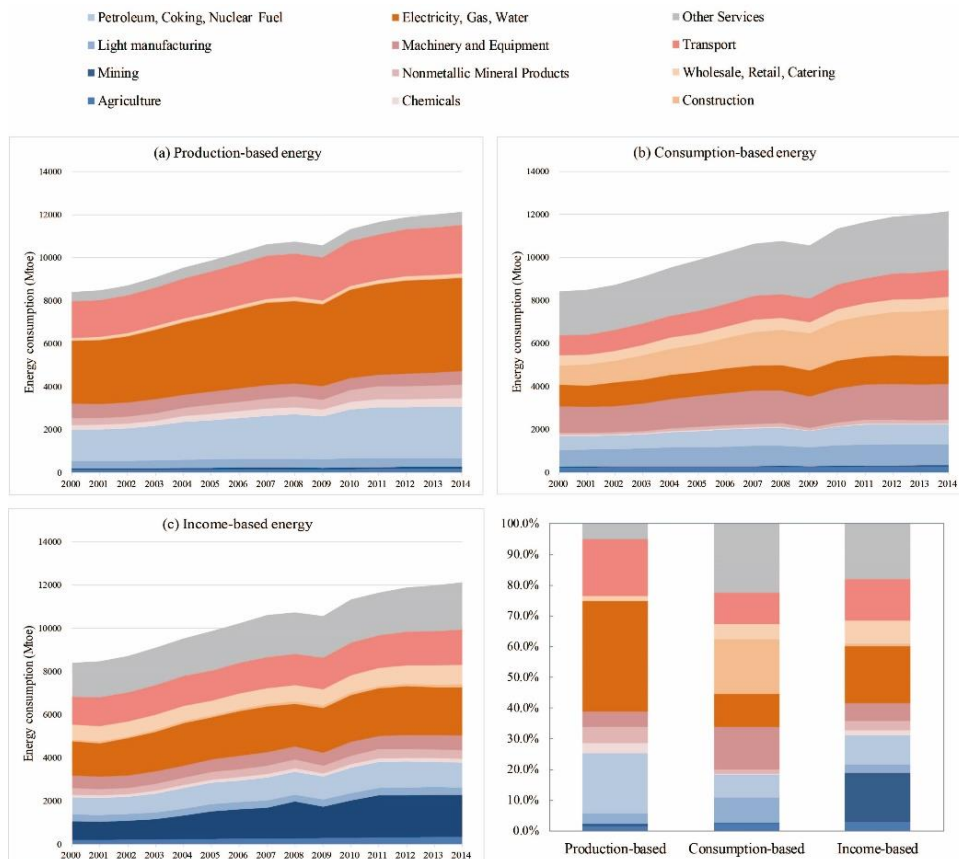 Petroleum, Coking, Nuclear Fuel
Electricity, Gas, Water
Other Services
Light manufacturing
Machinery and Equipment
Transport
Mining
Nonmetallic Mineral Products
Wholesale, Retail, Catering
Agriculture
Chemicals
Construction
(a) Production-based energy
14000
12000
10000
8000
6000
4000
2000
0
Energy consumption (Mtoe)
2000 2001 2002 2003 2004 2005 2006 2007 2008 2009 2010 2011 2012 2013 2014
(b) Consumption-based energy
14000
12000
10000
8000
6000
4000
2000
0
Energy consumption (Mtoe)
2000 2001 2002 2003 2004 2005 2006 2007 2008 2009 2010 2011 2012 2013 2014
(c) Income-based energy
14000
12000
10000
8000
6000
4000
2000
0
Energy consumption (Mtoe)
2000 2001 2002 2003 2004 2005 2006 2007 2008 2009 2010 2011 2012 2013 2014
100.0%
90.0%
80.0%
70.0%
60.0%
50.0%
40.0%
30.0%
20.0%
10.0%
0.0%
Production-based Consumption-based Income-based